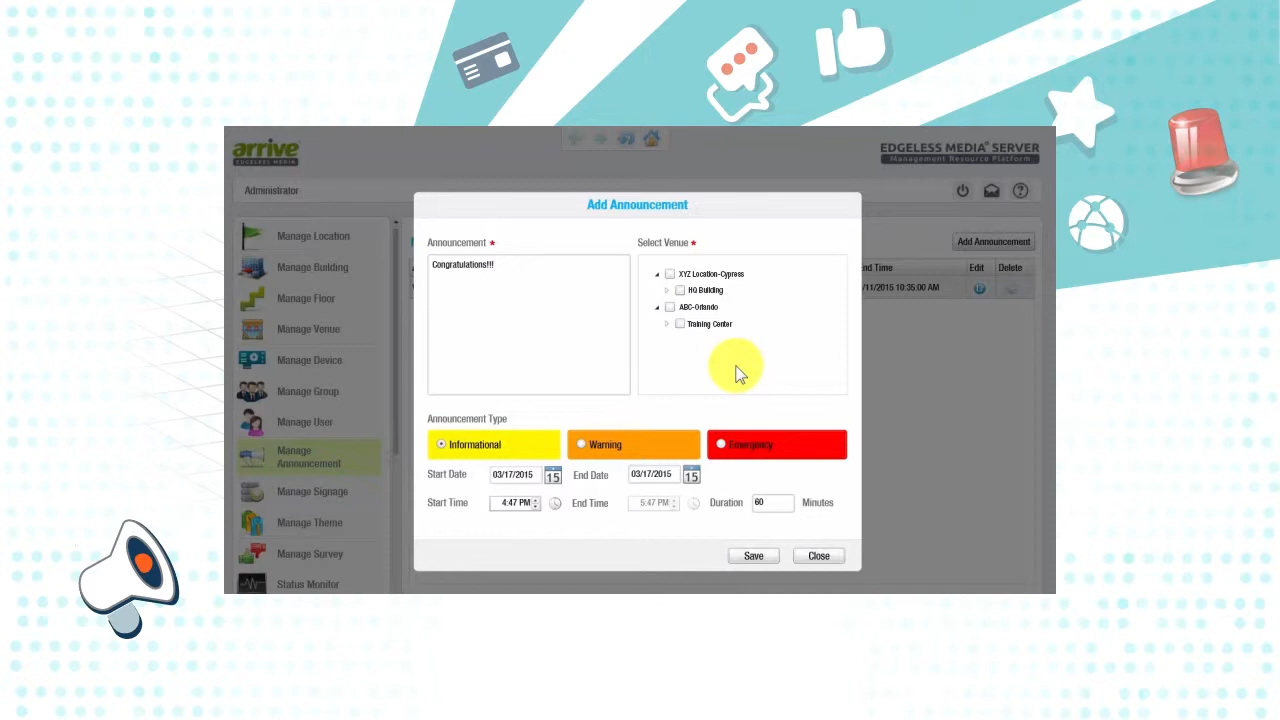 arrive
EDGELESS MEDIA
EDGELESS MEDIA® SERVER
Management Resource Platform
Administrator
Manage Location
Manage Building
Manage Floor
Manage Venue
Manage Device
Manage Group
Manage User
Manage
Announcement
Manage Signage
Manage Theme
Manage Survey
Status Monitor
Add Announcement
End Time Edit Delete
/11/2015 10:35:00 AM
Add Announcement
Announcement *
Select Venue *
Congratulations!!!
XYZ Location-Cypress
HQ Building
ABC-Orlando
Training Center
Announcement Type
Informational
Warning
Emergency
Start Date 03/17/2015 15 End Date 03/17/2015 15
Start Time 4:47 PM End Time 5:47 PM Duration 60 Minutes
Save
Close